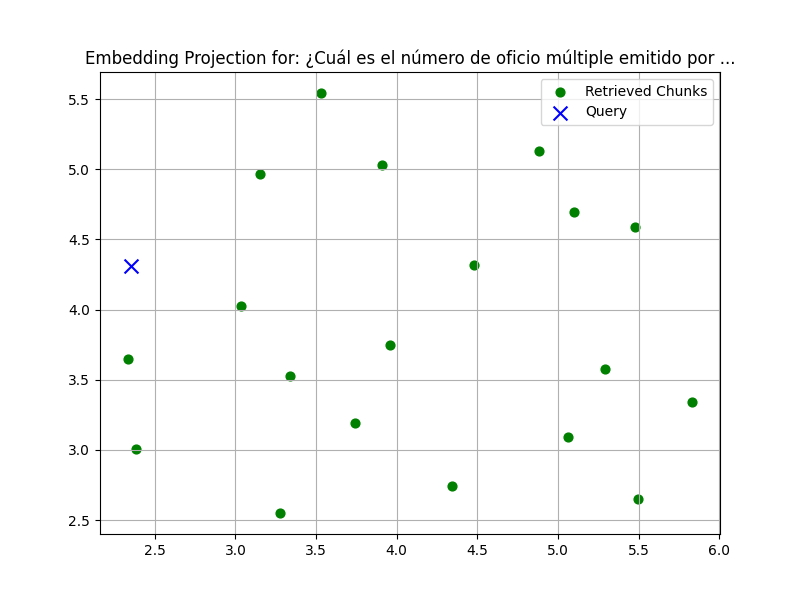 Embedding Projection for: ¿Cuál es el número de oficio múltiple emitido por ...
Retrieved Chunks
Query
5.5
5.0
4.5
4.0
3.5
3.0
2.5
2.5 3.0 3.5 4.0 4.5 5.0 5.5 6.0